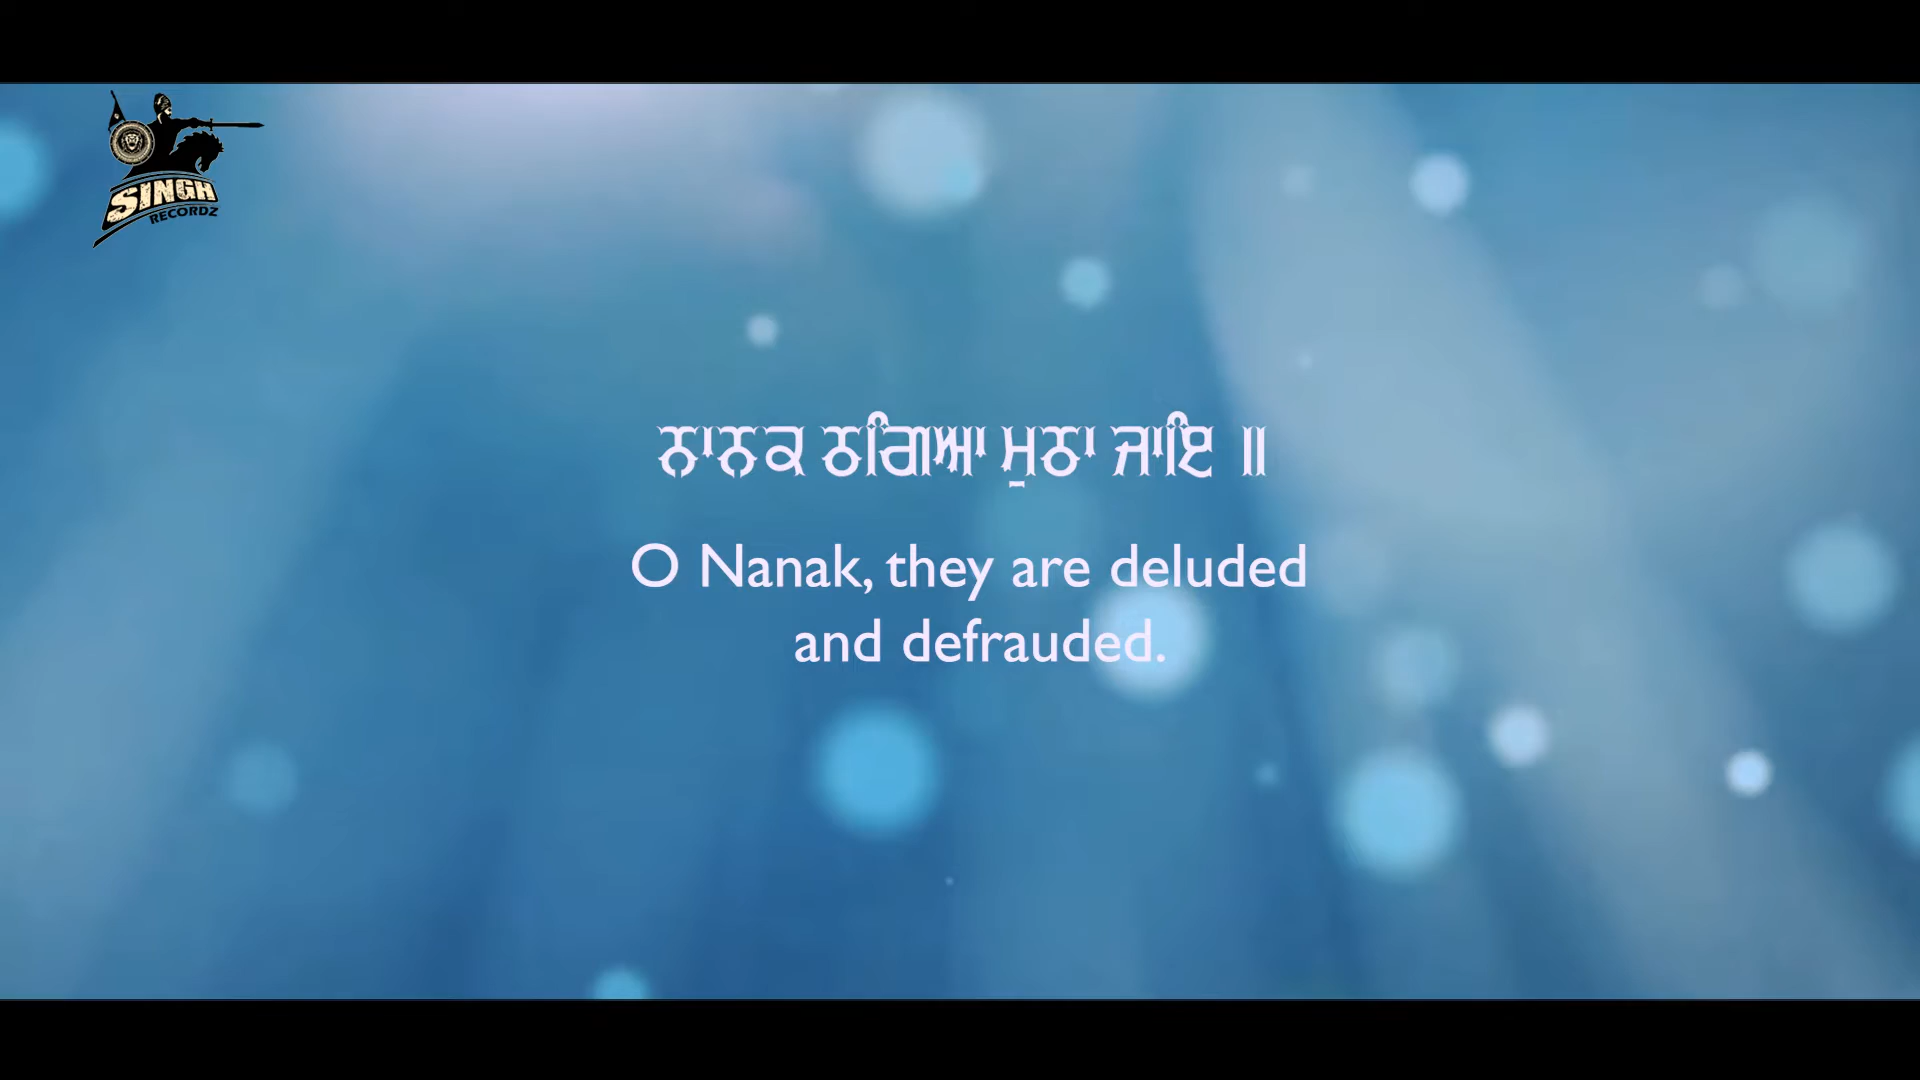 SINGH
RECORDZ
ਨਾਨਕ ਠਗਿਆ ਮੁਠਾ ਜਾਇ ॥
O Nanak, they are deluded
and defrauded.